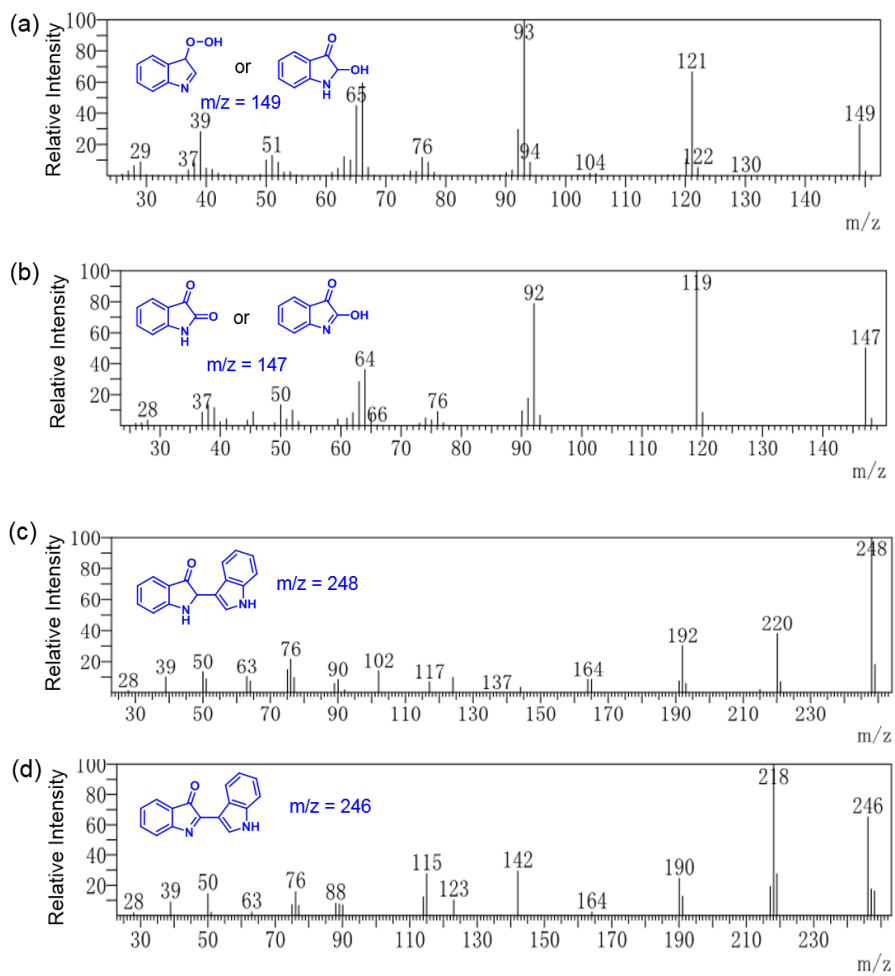 (a)
Relative Intensity
100
80
60
40
20
O-OH
N
or
O
OH
N
H
m/z = 149
29
37
39
51
65
76
93
94
104
121
122
130
149
30 40 50 60 70 80 90 100 110 120 130 140
m/z
(b)
Relative Intensity
100
80
60
40
20
O
O
N
H
or
O
OH
N
m/z = 147
28
37
50
64
66
76
92
119
147
30 40 50 60 70 80 90 100 110 120 130 140
m/z
(c)
Relative Intensity
100
80
60
40
20
O
N
H
NH
m/z = 248
28
39
50
63
76
90
102
117
137
164
192
220
248
30 50 70 90 110 130 150 170 190 210 230
m/z
(d)
Relative Intensity
100
80
60
40
20
O
N
NH
m/z = 246
28
39
50
63
76
88
115
123
142
164
190
218
246
30 50 70 90 110 130 150 170 190 210 230
m/z